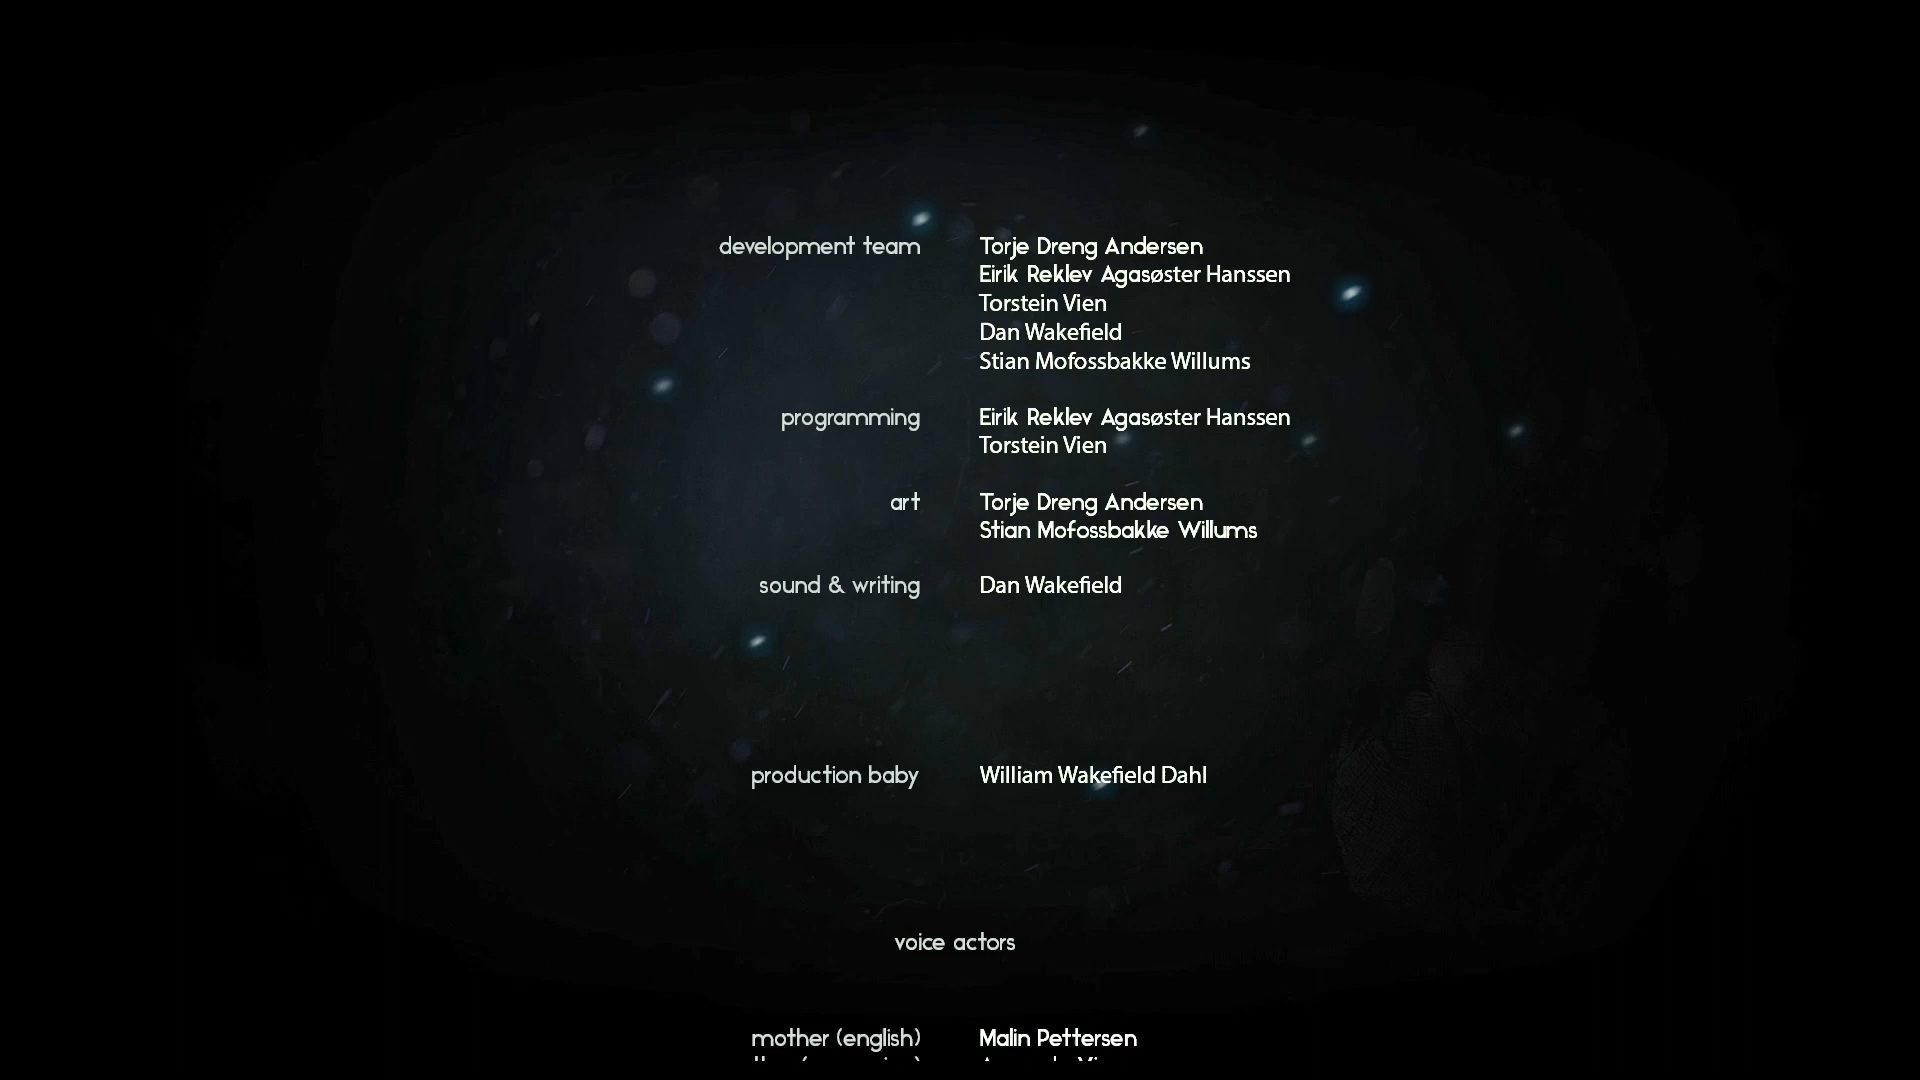 development team Torje Dreng Andersen
Eirik Reklev Agasøster Hanssen
Torstein Vien
Dan Wakefield
Stian Mofossbakke Willums
programming Eirik Reklev Agasøster Hanssen
Torstein Vien
art Torje Dreng Andersen
Stian Mofossbakke Willums
sound & writing Dan Wakefield
production baby William Wakefield Dahl
voice actors
mother (english) Malin Pettersen